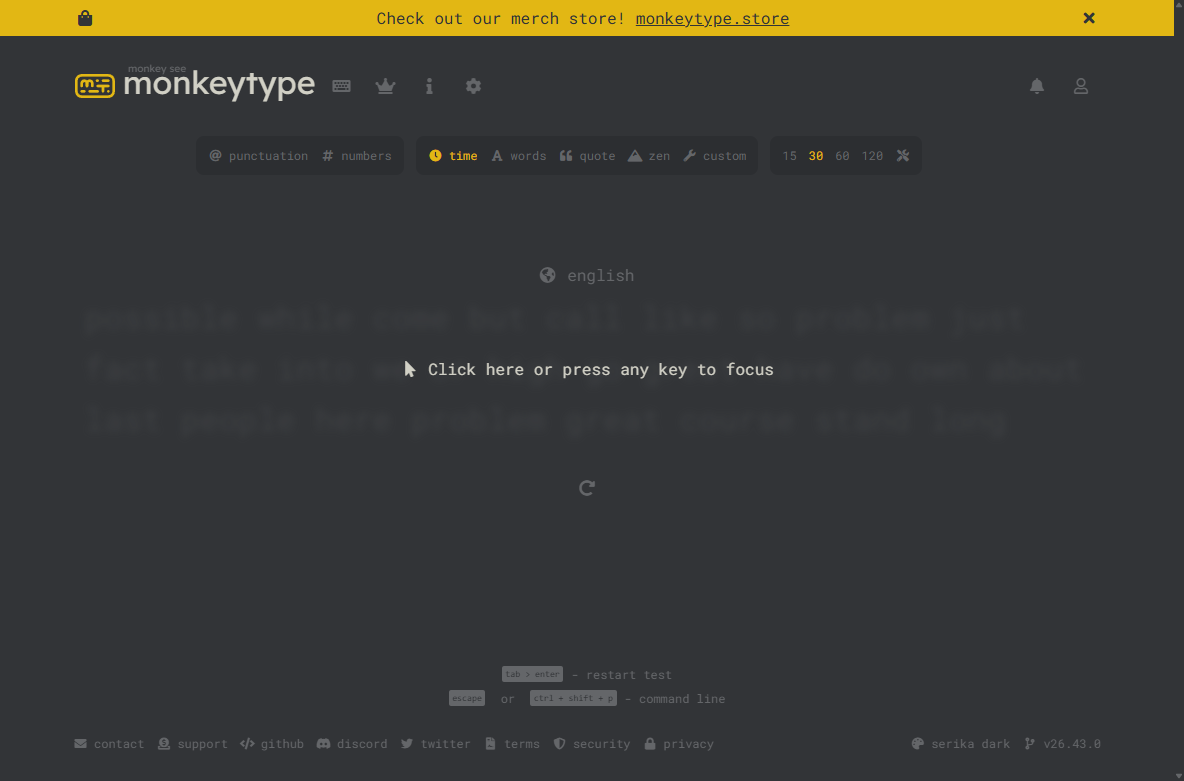 Check out our merch store! monkeytype.store
monkey see
monkeytype
@ punctuation # numbers time A words quote zen custom 15 30 60 120
english
possible while come but call like so problem just
fact take into
have do own about
Click here or press any key to focus
last people here problem great course stand long
tab > enter - restart test
escape or ctrl + shift + p - command line
contact support github discord twitter terms security privacy serika dark v26.43.0